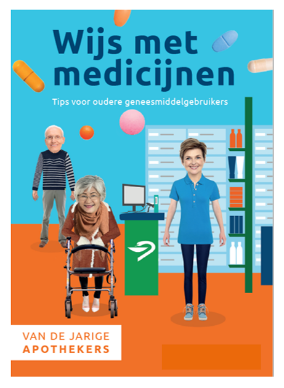 Wijs met
medicijnen
Tips voor oudere geneesmiddelgebruikers
VAN DE JARIGE
APOTHEKERS